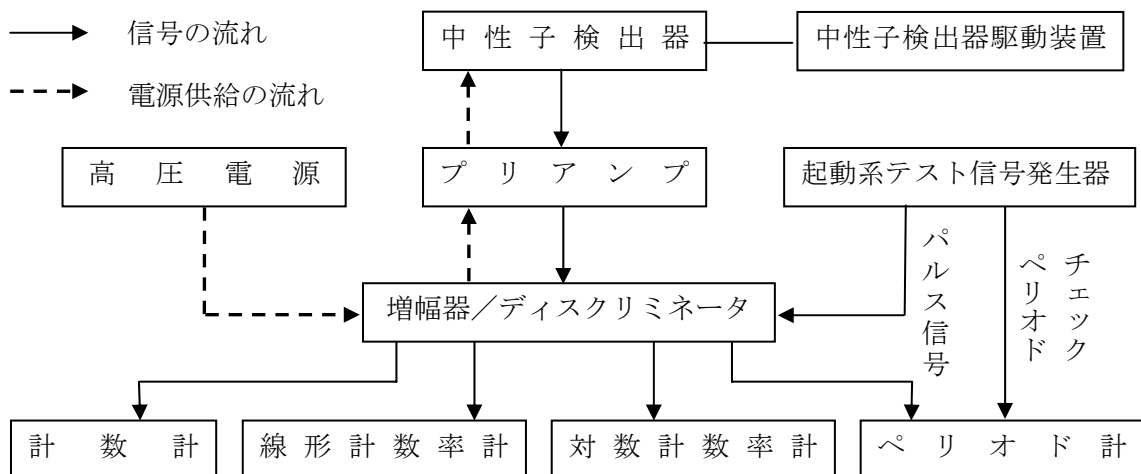 信号の流れ
中性子検出器
中性子検出器駆動装置
電源供給の流れ
高圧電源
プリアンプ
起動系テスト信号発生器
パルス信号
チェック
ペリオド
増幅器／ディスクリミネータ
計数計
線形計数率計
対数計数率計
ペリオド計